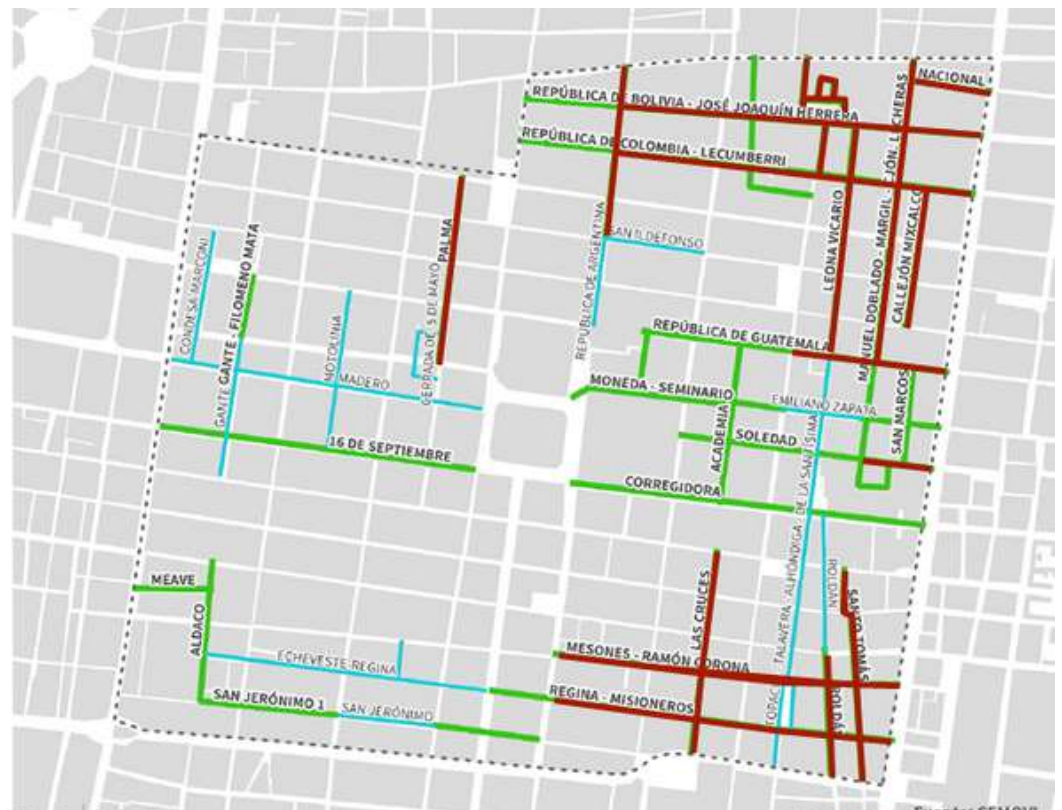 NACIONAL
REPÚBLICA DE BOLIVIA - JOSÉ JOAQUÍN HERRERA
REPÚBLICA DE COLOMBIA - LECUMBERRI
MANUEL DOBLADO - MARGIL - EJÓN. LECHERAS
CALLEJÓN MIXCALCO
LEONA VICARIO
REPÚBLICA DE ARGENTINA
SAN ILDEFONSO
PALMA
CERRADA DE 5 DE MAYO
CONDESA MARCONI
GANTE
GANTE - FILOMENO MATA
MOTOLINIA
MADERO
REPÚBLICA DE GUATEMALA
MONEDA - SEMINARIO
EMILIANO ZAPATA
SAN MARCOS
ACADEMIA
SOLEDAD
16 DE SEPTIEMBRE
CORREGIDORA
TALAVERA - ALHÓNDIGA - DE LA SANTÍSIMA
ROLDÁN
MEAVE
ALDACO
LAS CRUCES
SANTO TOMÁS
ECHEVESTE-REGINA
MESONES - RAMÓN CORONA
REGINA - MISIONEROS
SAN JERÓNIMO 1
SAN JERÓNIMO
TOPAC